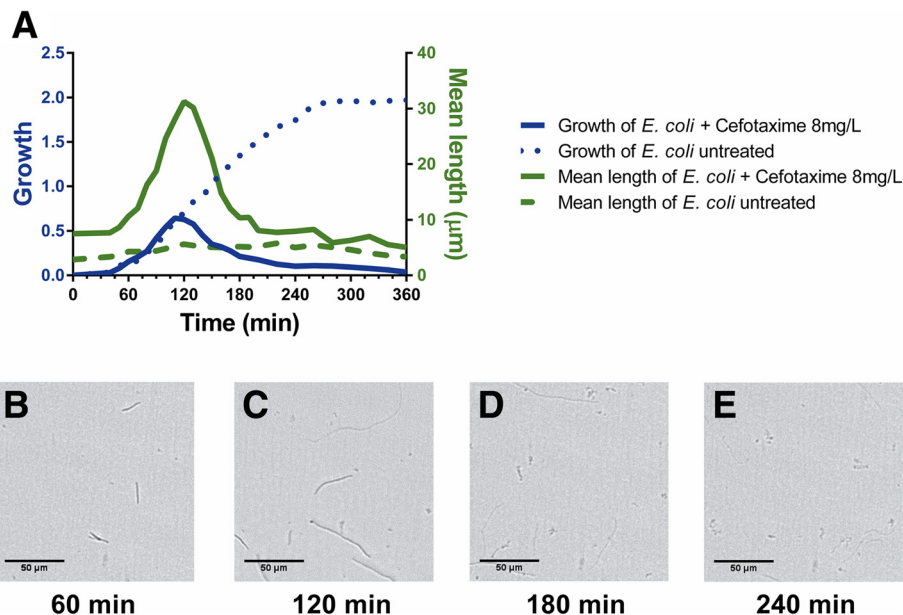 A
2.5
2.0
1.5
1.0
0.5
0.0
Growth
40
30
20
10
0
Mean length (µm)
0 60 120 180 240 300 360
Time (min)
Growth of E. coli + Cefotaxime 8mg/L
Growth of E. coli untreated
Mean length of E. coli + Cefotaxime 8mg/L
Mean length of E. coli untreated
B
50 µm
60 min
C
50 µm
120 min
D
50 µm
180 min
E
50 µm
240 min